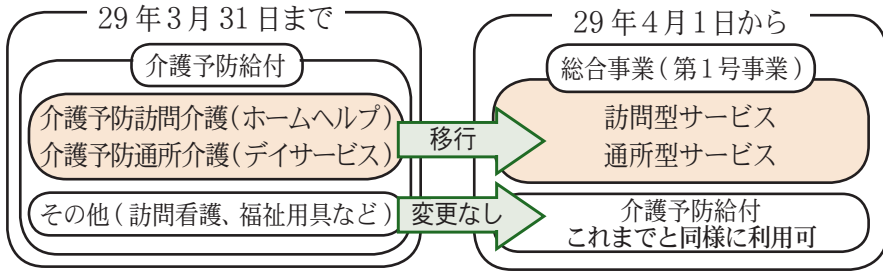 29年3月31日まで
介護予防給付
介護予防訪問介護(ホームヘルプ)
介護予防通所介護(デイサービス)
その他(訪問看護、福祉用具など)
移行
変更なし
29年4月1日から
総合事業(第1号事業)
訪問型サービス
通所型サービス
介護予防給付
これまでと同様に利用可